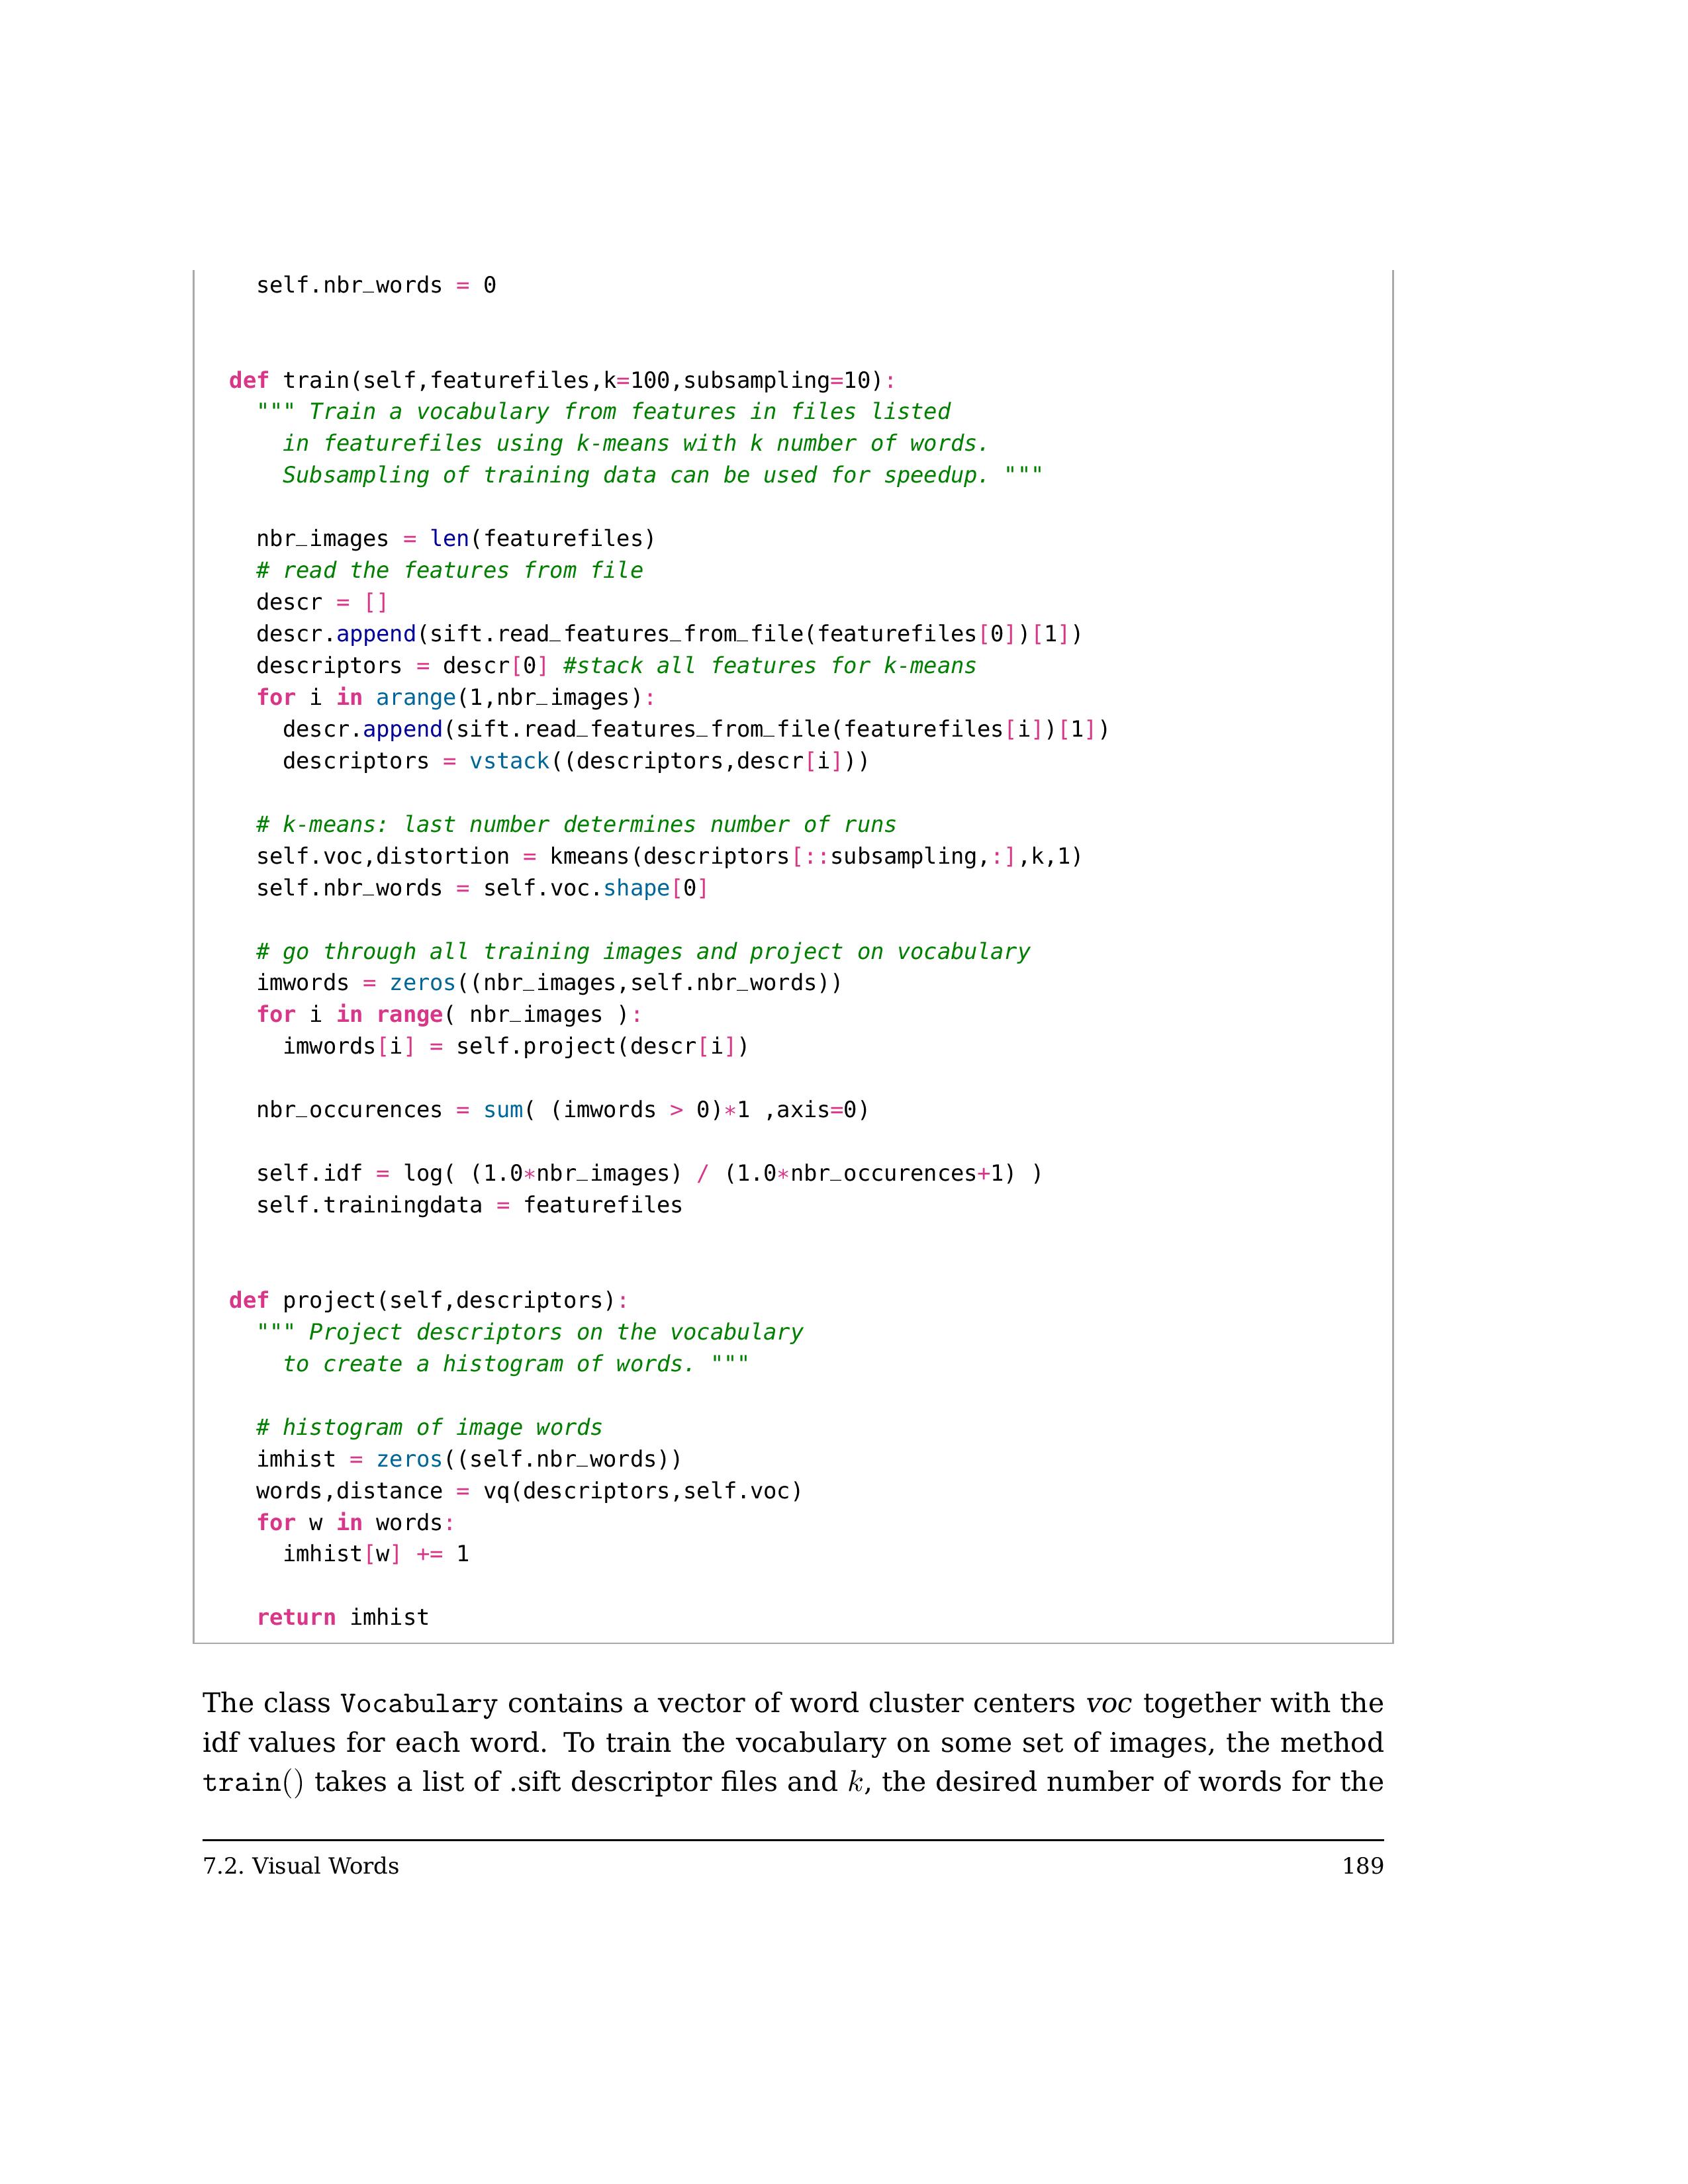 self.nbr_words = 0
def train(self,featurefiles,k=100,subsampling=10):
""" Train a vocabulary from features in files listed
in featurefiles using k-means with k number of words.
Subsampling of training data can be used for speedup. """
nbr_images = len(featurefiles)
# read the features from file
descr = []
descr.append(sift.read_features_from_file(featurefiles[0])[1])
descriptors = descr[0] #stack all features for k-means
for i in arange(1,nbr_images):
descr.append(sift.read_features_from_file(featurefiles[i])[1])
descriptors = vstack((descriptors,descr[i]))
# k-means: last number determines number of runs
self.voc,distortion = kmeans(descriptors[::subsampling,:],k,1)
self.nbr_words = self.voc.shape[0]
# go through all training images and project on vocabulary
imwords = zeros((nbr_images,self.nbr_words))
for i in range( nbr_images ):
imwords[i] = self.project(descr[i])
nbr_occurences = sum( (imwords > 0)*1 ,axis=0)
self.idf = log( (1.0*nbr_images) / (1.0*nbr_occurences+1) )
self.trainingdata = featurefiles
def project(self,descriptors):
""" Project descriptors on the vocabulary
to create a histogram of words. """
# histogram of image words
imhist = zeros((self.nbr_words))
words,distance = vq(descriptors,self.voc)
for w in words:
imhist[w] += 1
return imhist
The class Vocabulary contains a vector of word cluster centers voc together with the
idf values for each word. To train the vocabulary on some set of images, the method
train() takes a list of .sift descriptor files and k, the desired number of words for the
7.2. Visual Words 189